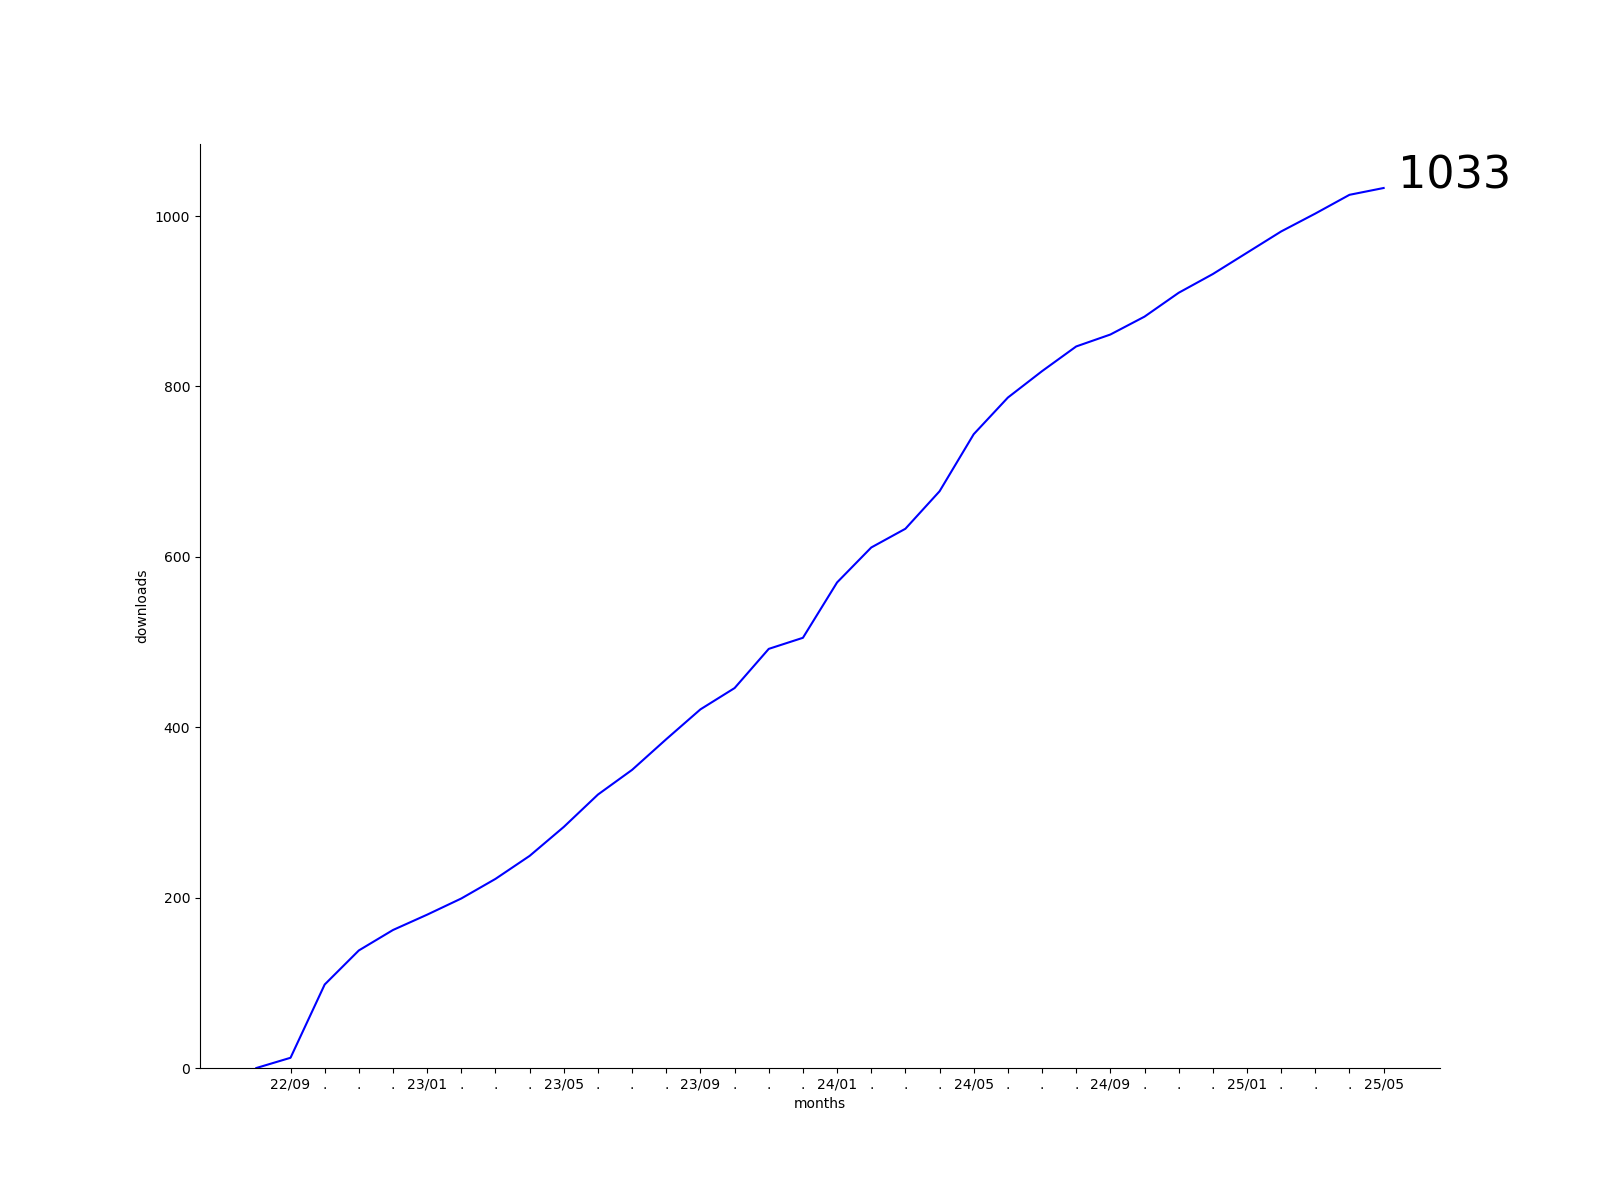 1033
1000
800
600
400
200
0
downloads
22/09 . . . 23/01 . . . 23/05 . . . 23/09 . . . 24/01 . . . 24/05 . . . 24/09 . . . 25/01 . . . 25/05
months